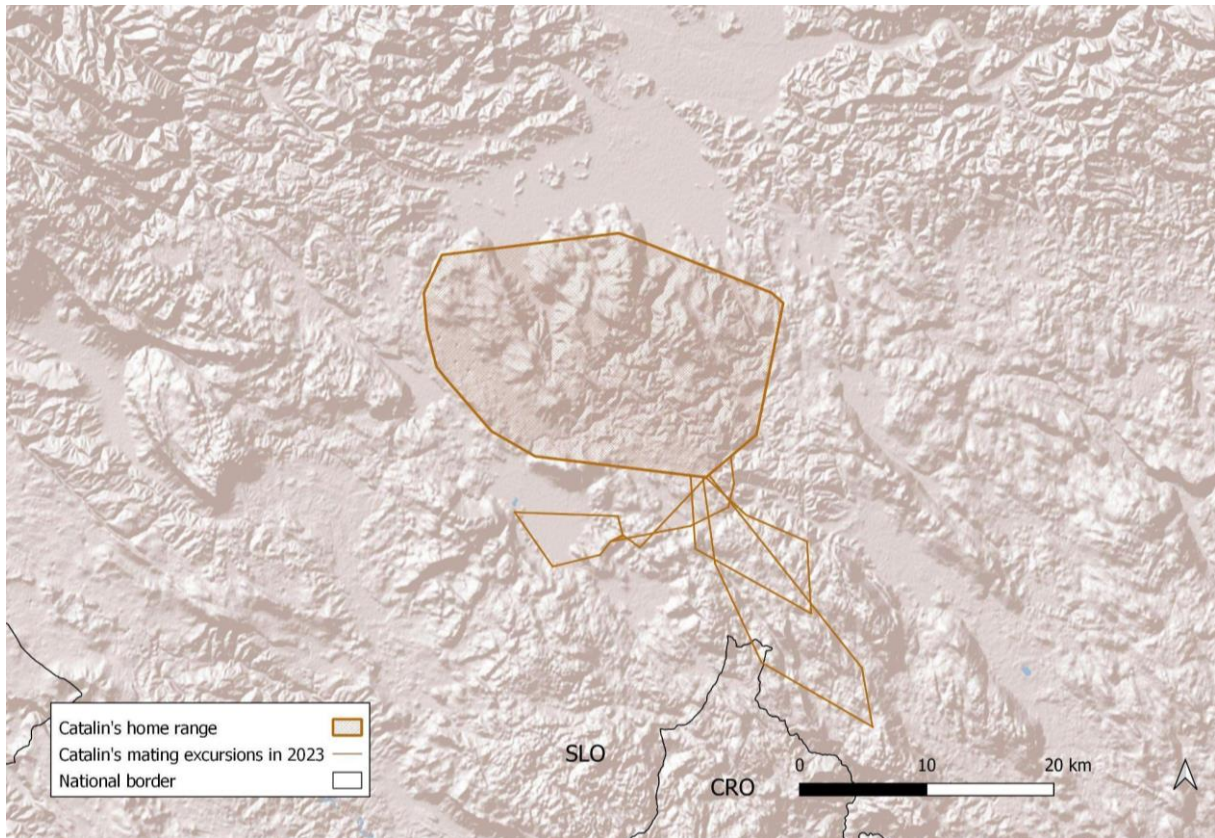 Catalin's home range
Catalin's mating excursions in 2023
National border
SLO
CRO
0 10 20 km